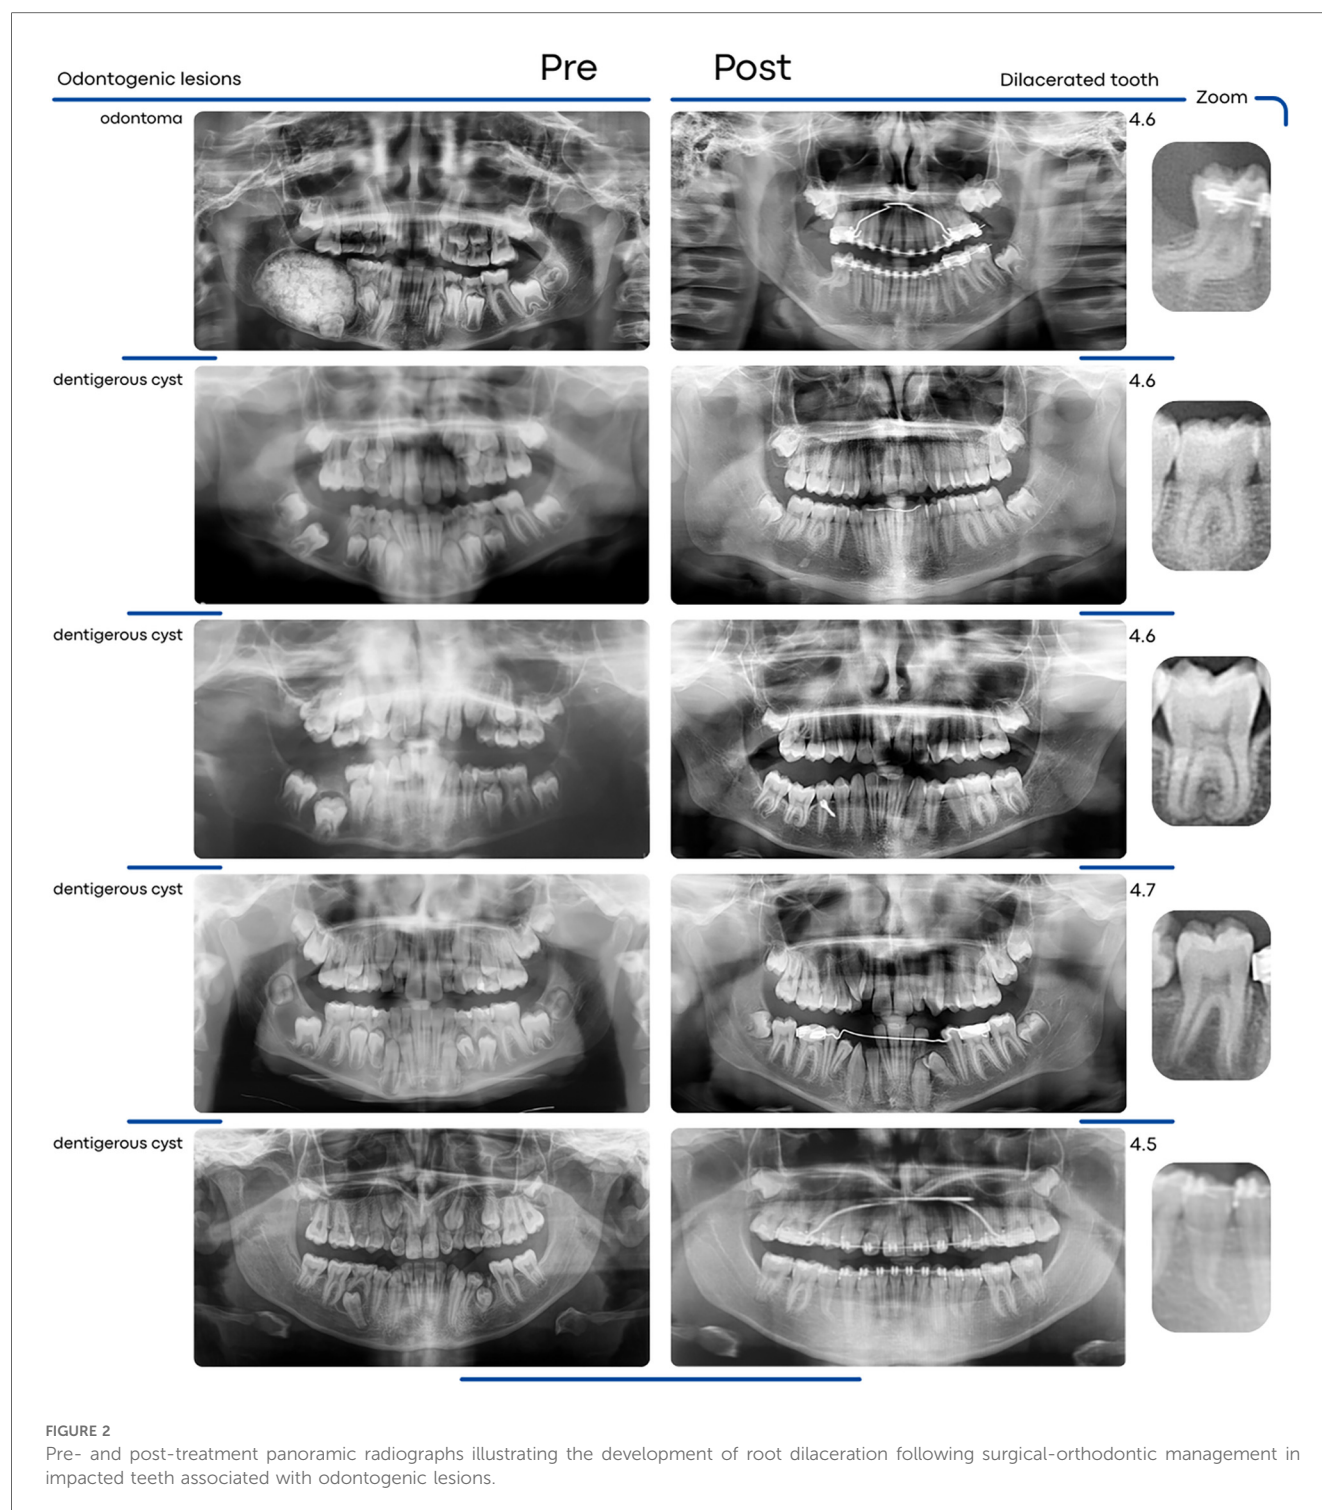 Pre Post
Odontogenic lesions Dilacerated tooth
Zoom
odontoma 4.6
dentigerous cyst 4.6
dentigerous cyst 4.6
dentigerous cyst 4.7
dentigerous cyst 4.5
FIGURE 2
Pre- and post-treatment panoramic radiographs illustrating the development of root dilaceration following surgical-orthodontic management in
impacted teeth associated with odontogenic lesions.